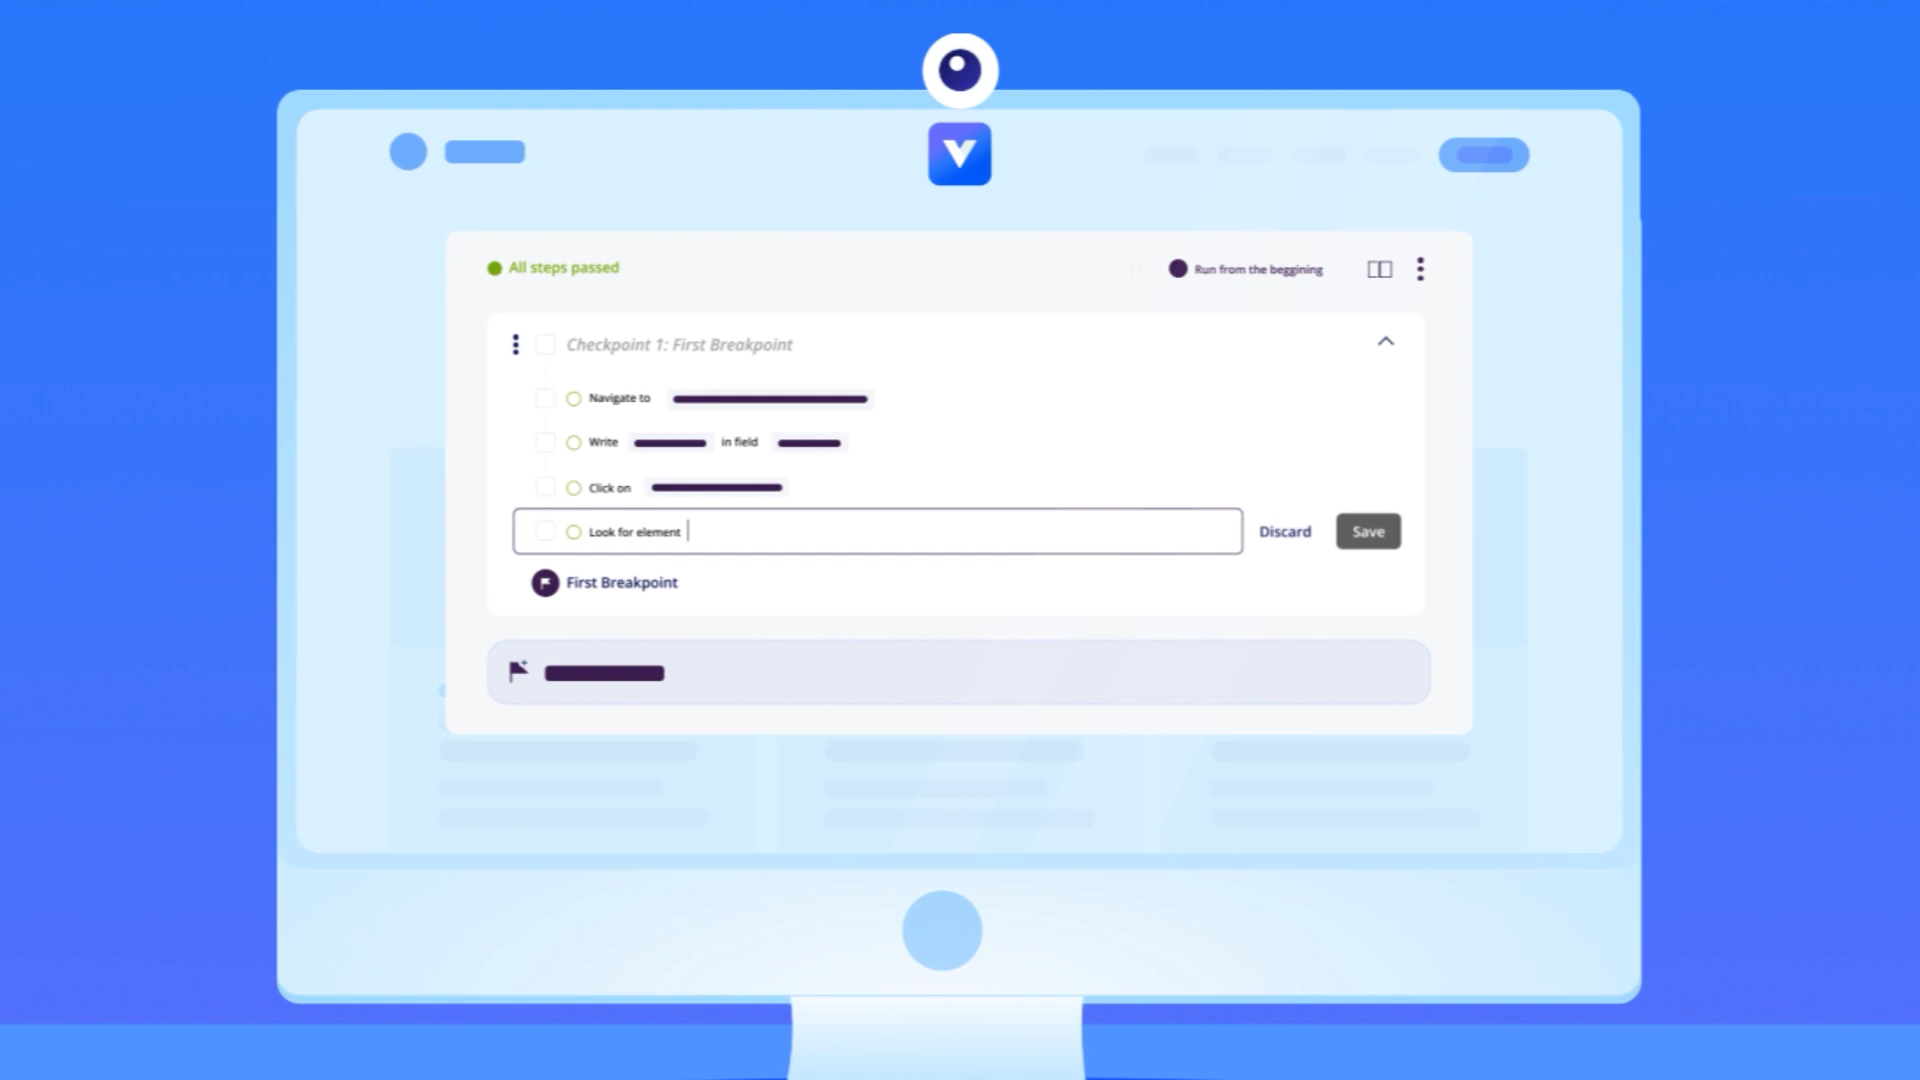 V
All steps passed
Run from the beggining
Checkpoint 1: First Breakpoint
Navigate to
Write in field
Click on
Look for element
Discard
Save
First Breakpoint